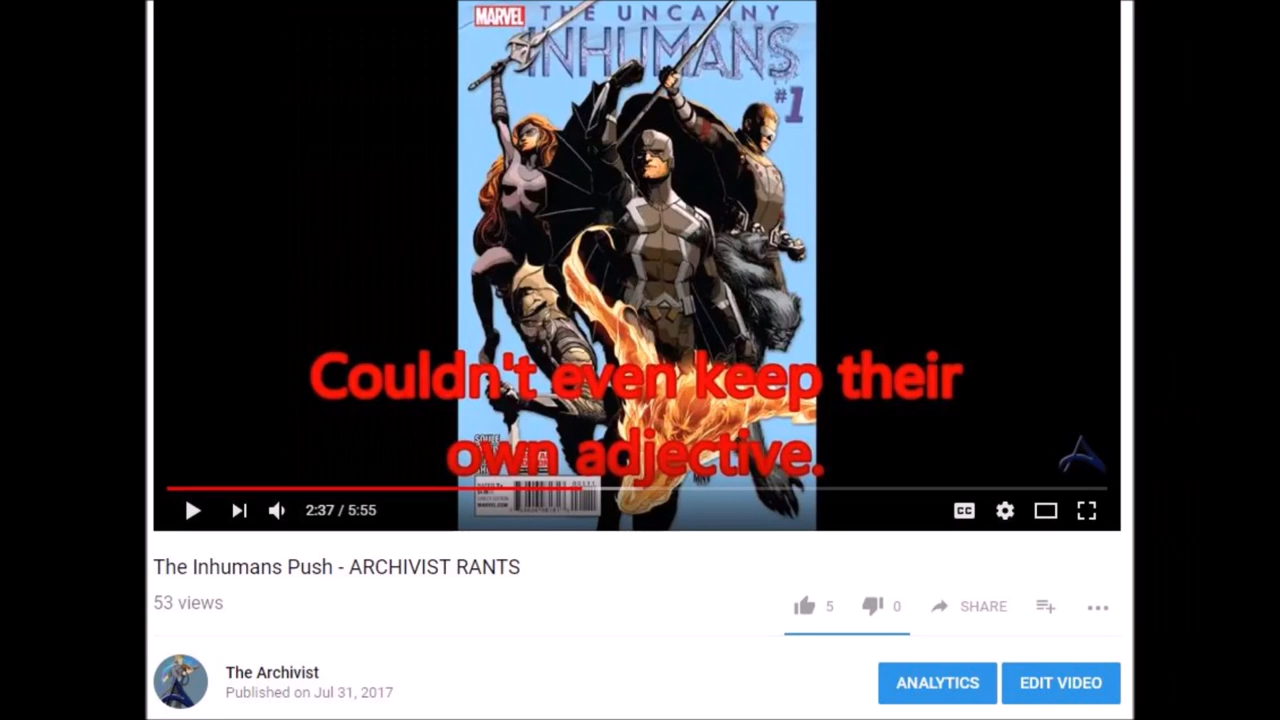 MARVEL
THE UNCANNY
INHUMANS
#1
Couldn't even keep their
own adjective.
2:37 / 5:55
CC
The Inhumans Push - ARCHIVIST RANTS
53 views
5
0
SHARE
The Archivist
Published on Jul 31, 2017
ANALYTICS
EDIT VIDEO